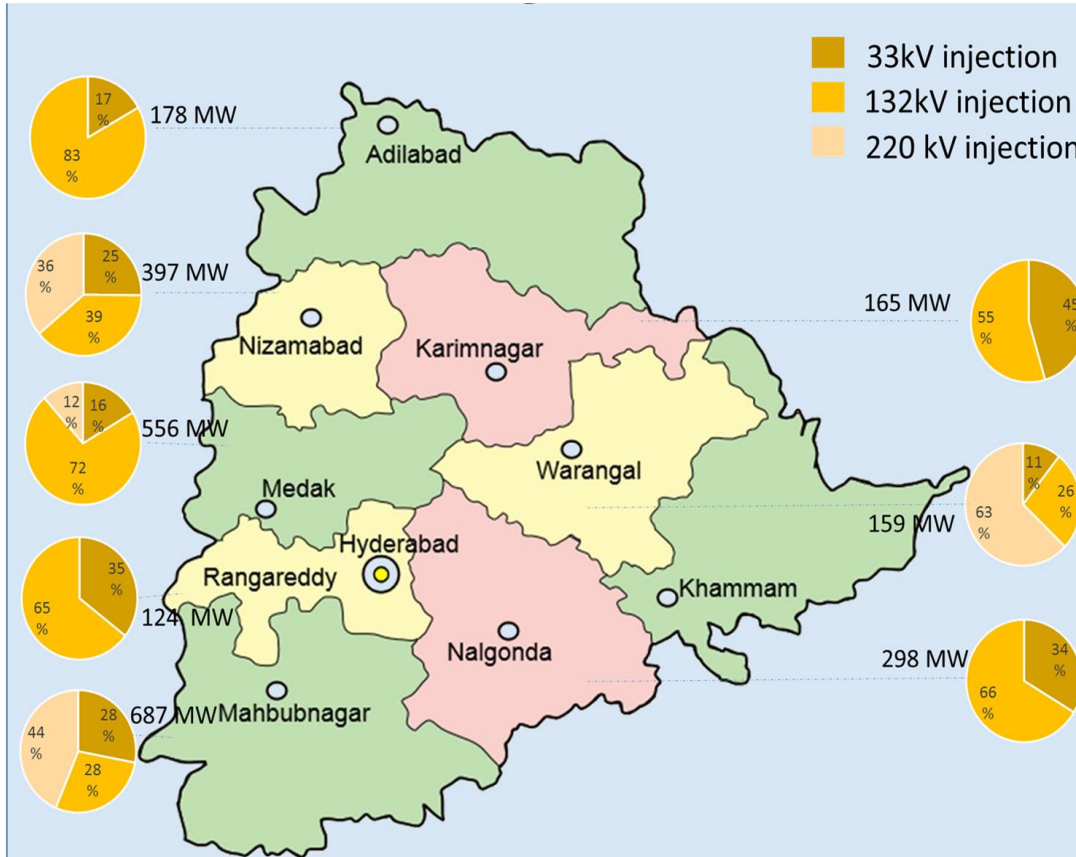 33kV injection
132kV injection
220 kV injection
17
%
83
%
178 MW
Adilabad
36
%
25
%
39
%
397 MW
Nizamabad
Karimnagar
165 MW
55
%
45
%
12
%
16
%
72
%
556 MW
Medak
Warangal
159 MW
11
%
26
%
63
%
35
%
65
%
124 MW
Hyderabad
Rangareddy
Khammam
Nalgonda
298 MW
34
%
66
%
28
%
44
%
28
%
687 MW
Mahbubnagar